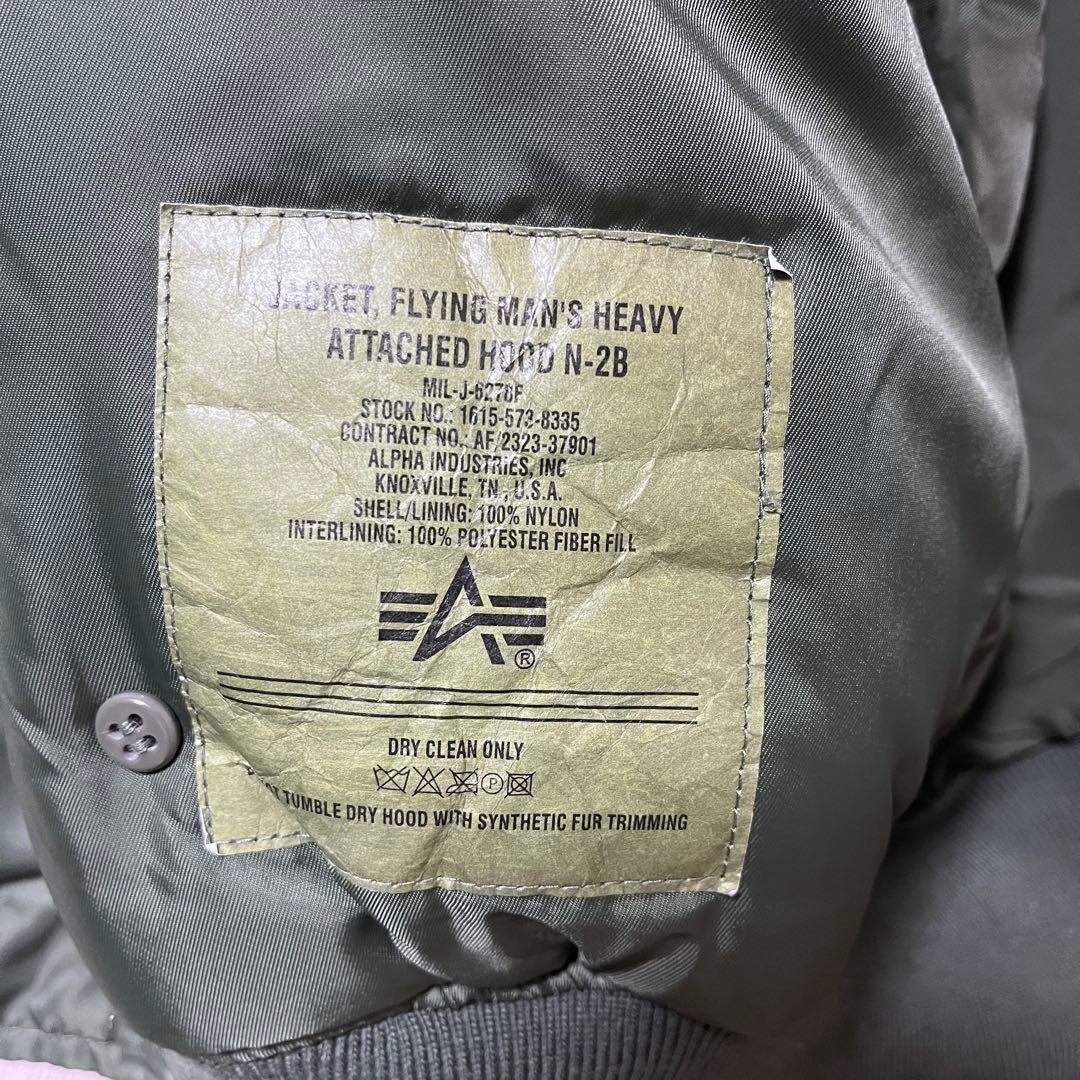 JACKET, FLYING MAN'S HEAVY
ATTACHED HOOD N-2B
MIL-J-6278F
STOCK NO.: 1615-573-8335
CONTRACT NO.: AF/2323-37901
ALPHA INDUSTRIES, INC
KNOXVILLE, TN., U.S.A.
SHELL/LINING: 100% NYLON
INTERLINING: 100% POLYESTER FIBER FILL
®
DRY CLEAN ONLY
P
TUMBLE DRY HOOD WITH SYNTHETIC FUR TRIMMING